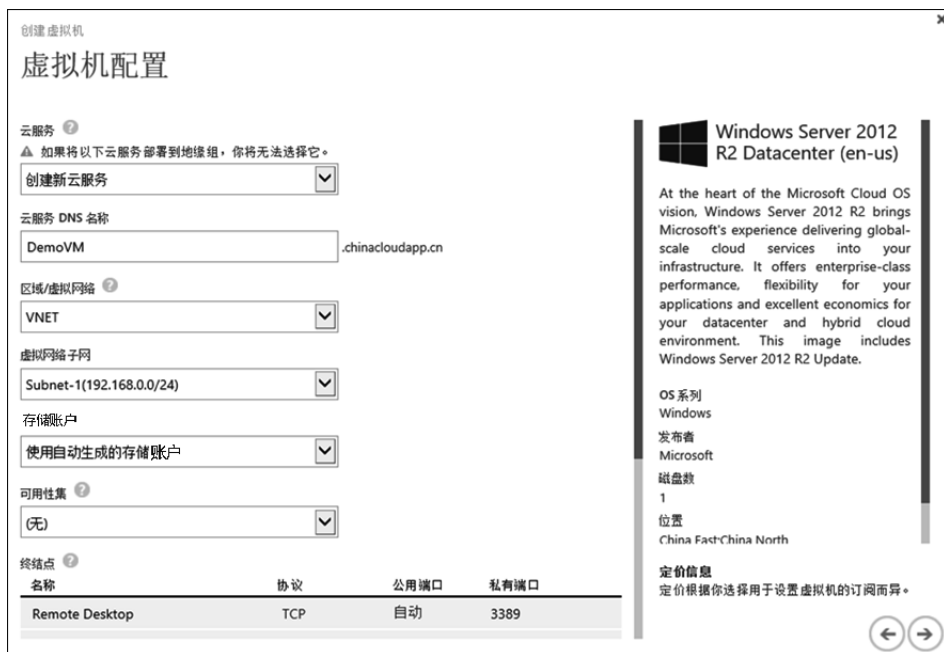 创建虚拟机
虚拟机配置
云服务
如果将以下云服务部署到地缘组，你将无法选择它。
创建新云服务
云服务 DNS 名称
DemoVM
.chinacloudapp.cn
区域/虚拟网络
VNET
虚拟网络子网
Subnet-1(192.168.0.0/24)
存储账户
使用自动生成的存储账户
可用性集
(无)
终结点
名称 协议 公用端口 私有端口
Remote Desktop TCP 自动 3389
Windows Server 2012
R2 Datacenter (en-us)
At the heart of the Microsoft Cloud OS
vision, Windows Server 2012 R2 brings
Microsoft's experience delivering global-
scale cloud services into your
infrastructure. It offers enterprise-class
performance, flexibility for your
applications and excellent economics for
your datacenter and hybrid cloud
environment. This image includes
Windows Server 2012 R2 Update.
OS 系列
Windows
发布者
Microsoft
磁盘数
1
位置
China East;China North
定价信息
定价根据你选择用于设置虚拟机的订阅而异。